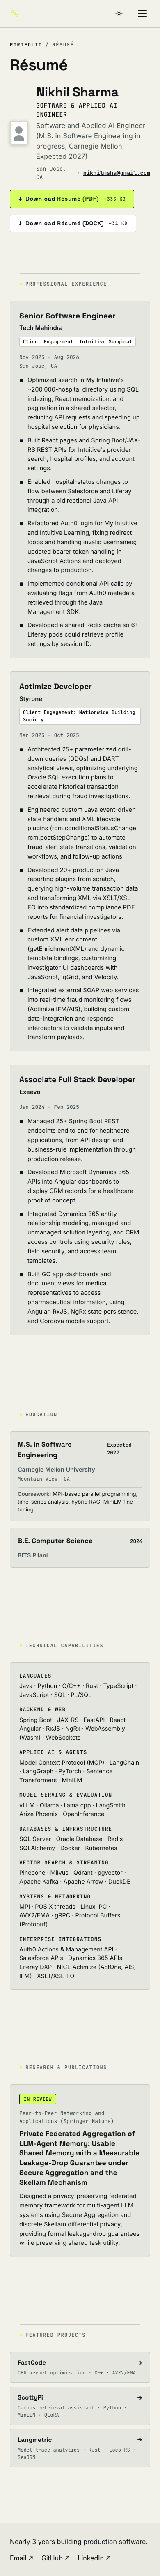 PORTFOLIO / RÉSUMÉ
Résumé
Nikhil Sharma
SOFTWARE & APPLIED AI
ENGINEER
Software and Applied AI Engineer
(M.S. in Software Engineering in
progress, Carnegie Mellon,
Expected 2027)
San Jose, CA · nikhilmsha@gmail.com
↓ Download Résumé (PDF) ~335 KB
↓ Download Résumé (DOCX) ~31 KB
PROFESSIONAL EXPERIENCE
Senior Software Engineer
Tech Mahindra
Client Engagement: Intuitive Surgical
Nov 2025 – Aug 2026
San Jose, CA
Optimized search in My Intuitive's
~200,000-hospital directory using SQL
indexing, React memoization, and
pagination in a shared selector,
reducing API requests and speeding up
hospital selection for physicians.
Built React pages and Spring Boot/JAX-
RS REST APIs for Intuitive's provider
search, hospital profiles, and account
settings.
Enabled hospital-status changes to
flow between Salesforce and Liferay
through a bidirectional Java API
integration.
Refactored Auth0 login for My Intuitive
and Intuitive Learning, fixing redirect
loops and handling invalid usernames;
updated bearer token handling in
JavaScript Actions and deployed
changes to production.
Implemented conditional API calls by
evaluating flags from Auth0 metadata
retrieved through the Java
Management SDK.
Developed a shared Redis cache so 6+
Liferay pods could retrieve profile
settings by session ID.
Actimize Developer
Styrone
Client Engagement: Nationwide Building
Society
Mar 2025 – Oct 2025
Architected 25+ parameterized drill-
down queries (DDQs) and DART
analytical views, optimizing underlying
Oracle SQL execution plans to
accelerate historical transaction
retrieval during fraud investigations.
Engineered custom Java event-driven
state handlers and XML lifecycle
plugins (rcm.conditionalStatusChange,
rcm.postStepChange) to automate
fraud-alert state transitions, validation
workflows, and follow-up actions.
Developed 20+ production Java
reporting plugins from scratch,
querying high-volume transaction data
and transforming XML via XSLT/XSL-
FO into standardized compliance PDF
reports for financial investigators.
Extended alert data pipelines via
custom XML enrichment
(getEnrichmentXML) and dynamic
template bindings, customizing
investigator dashboards with
JavaScript, jqGrid, and Velocity.
Integrated external SOAP web services
into real-time fraud monitoring flows
(Actimize IFM/AIS), building custom
data-integration and response
interceptors to validate inputs and
transform payloads.
Associate Full Stack Developer
Exeevo
Jan 2024 – Feb 2025
Managed 25+ Spring Boot REST
endpoints end to end for healthcare
applications, from API design and
business-rule implementation through
production release.
Developed Microsoft Dynamics 365
APIs into Angular dashboards to
display CRM records for a healthcare
proof of concept.
Integrated Dynamics 365 entity
relationship modeling, managed and
unmanaged solution layering, and CRM
access controls using security roles,
field security, and access team
templates.
Built GO app dashboards and
document views for medical
representatives to access
pharmaceutical information, using
Angular, RxJS, NgRx state persistence,
and Cordova mobile support.
EDUCATION
M.S. in Software
Engineering
Expected
2027
Carnegie Mellon University
Mountain View, CA
Coursework: MPI-based parallel programming,
time-series analysis, hybrid RAG, MiniLM fine-
tuning
B.E. Computer Science 2024
BITS Pilani
TECHNICAL CAPABILITIES
LANGUAGES
Java · Python · C/C++ · Rust · TypeScript ·
JavaScript · SQL · PL/SQL
BACKEND & WEB
Spring Boot · JAX-RS · FastAPI · React ·
Angular · RxJS · NgRx · WebAssembly
(Wasm) · WebSockets
APPLIED AI & AGENTS
Model Context Protocol (MCP) · LangChain
· LangGraph · PyTorch · Sentence
Transformers · MiniLM
MODEL SERVING & EVALUATION
vLLM · Ollama · llama.cpp · LangSmith ·
Arize Phoenix · OpenInference
DATABASES & INFRASTRUCTURE
SQL Server · Oracle Database · Redis ·
SQLAlchemy · Docker · Kubernetes
VECTOR SEARCH & STREAMING
Pinecone · Milvus · Qdrant · pgvector ·
Apache Kafka · Apache Arrow · DuckDB
SYSTEMS & NETWORKING
MPI · POSIX threads · Linux IPC ·
AVX2/FMA · gRPC · Protocol Buffers
(Protobuf)
ENTERPRISE INTEGRATIONS
Auth0 Actions & Management API ·
Salesforce APIs · Dynamics 365 APIs ·
Liferay DXP · NICE Actimize (ActOne, AIS,
IFM) · XSLT/XSL-FO
RESEARCH & PUBLICATIONS
IN REVIEW
Peer-to-Peer Networking and
Applications (Springer Nature)
Private Federated Aggregation of
LLM-Agent Memory: Usable
Shared Memory with a Measurable
Leakage-Drop Guarantee under
Secure Aggregation and the
Skellam Mechanism
Designed a privacy-preserving federated
memory framework for multi-agent LLM
systems using Secure Aggregation and
discrete Skellam differential privacy,
providing formal leakage-drop guarantees
while preserving shared task utility.
FEATURED PROJECTS
FastCode →
CPU kernel optimization · C++ · AVX2/FMA
ScottyPi →
Campus retrieval assistant · Python ·
MiniLM · QLoRA
Langmetric →
Model trace analytics · Rust · Loco RS ·
SeaORM
Nearly 3 years building production software.
Email ↗ GitHub ↗ LinkedIn ↗